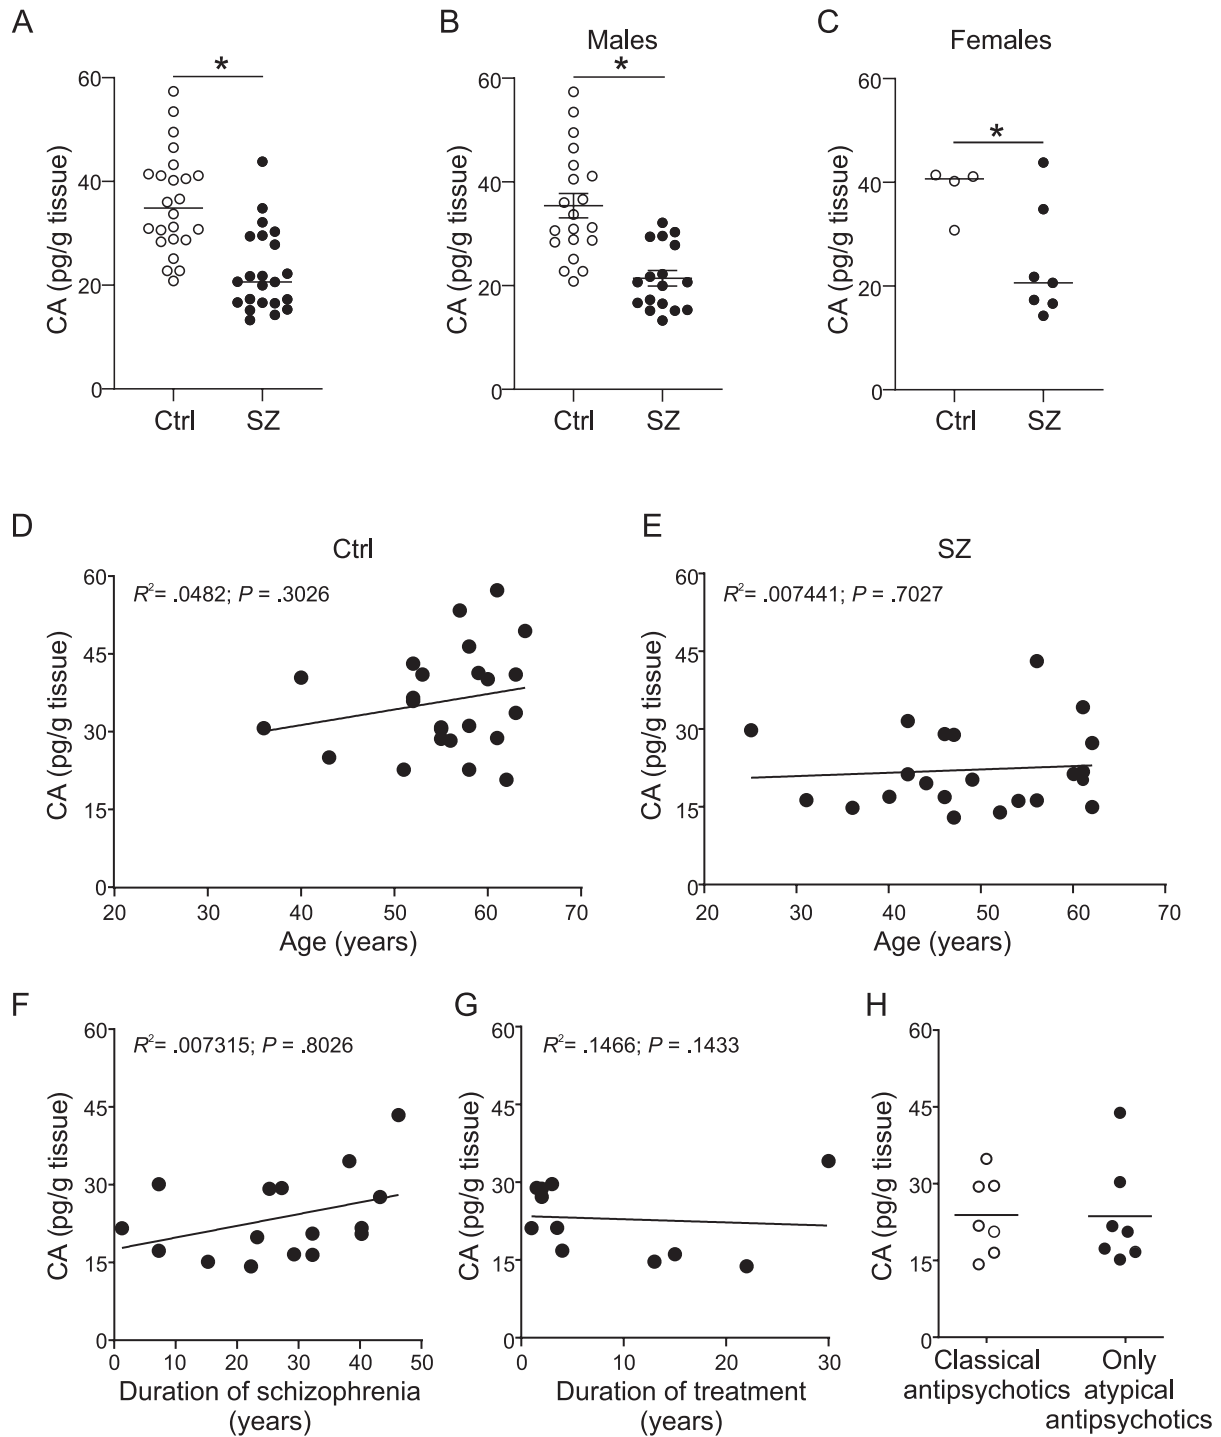 A
B
C
Males
Females
*
*
*
60
40
20
0
CA (pg/g tissue)
Ctrl
SZ
60
40
20
0
CA (pg/g tissue)
Ctrl
SZ
60
40
20
0
CA (pg/g tissue)
Ctrl
SZ
D
Ctrl
R²= .0482; P = .3026
60
45
30
15
0
CA (pg/g tissue)
20 30 40 50 60 70
Age (years)
E
SZ
R²= .007441; P = .7027
60
45
30
15
0
CA (pg/g tissue)
20 30 40 50 60 70
Age (years)
F
R²= .007315; P = .8026
60
45
30
15
0
CA (pg/g tissue)
0 10 20 30 40 50
Duration of schizophrenia
(years)
G
R²= .1466; P = .1433
60
45
30
15
0
CA (pg/g tissue)
0 10 20 30
Duration of treatment
(years)
H
60
45
30
15
0
CA (pg/g tissue)
Classical
antipsychotics
Only
atypical
antipsychotics